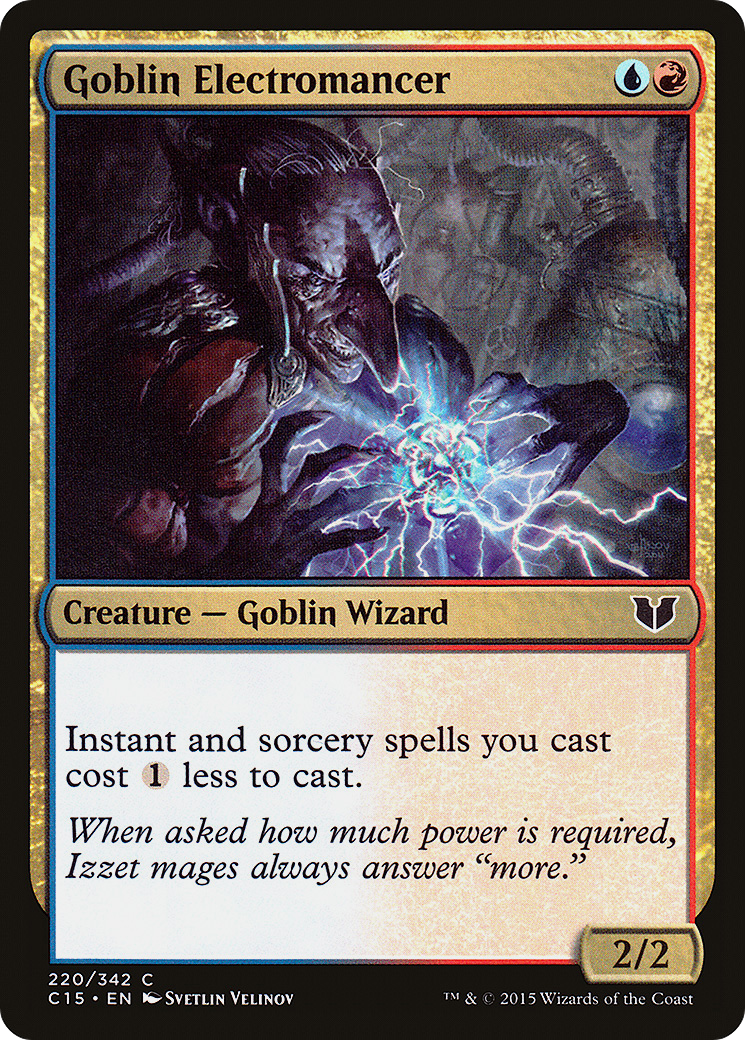 Goblin Electromancer
Creature — Goblin Wizard
Instant and sorcery spells you cast
cost 1 less to cast.
When asked how much power is required,
Izzet mages always answer “more.”
2/2
220/342 C
C15 • EN Svetlin Velinov
™ & © 2015 Wizards of the Coast